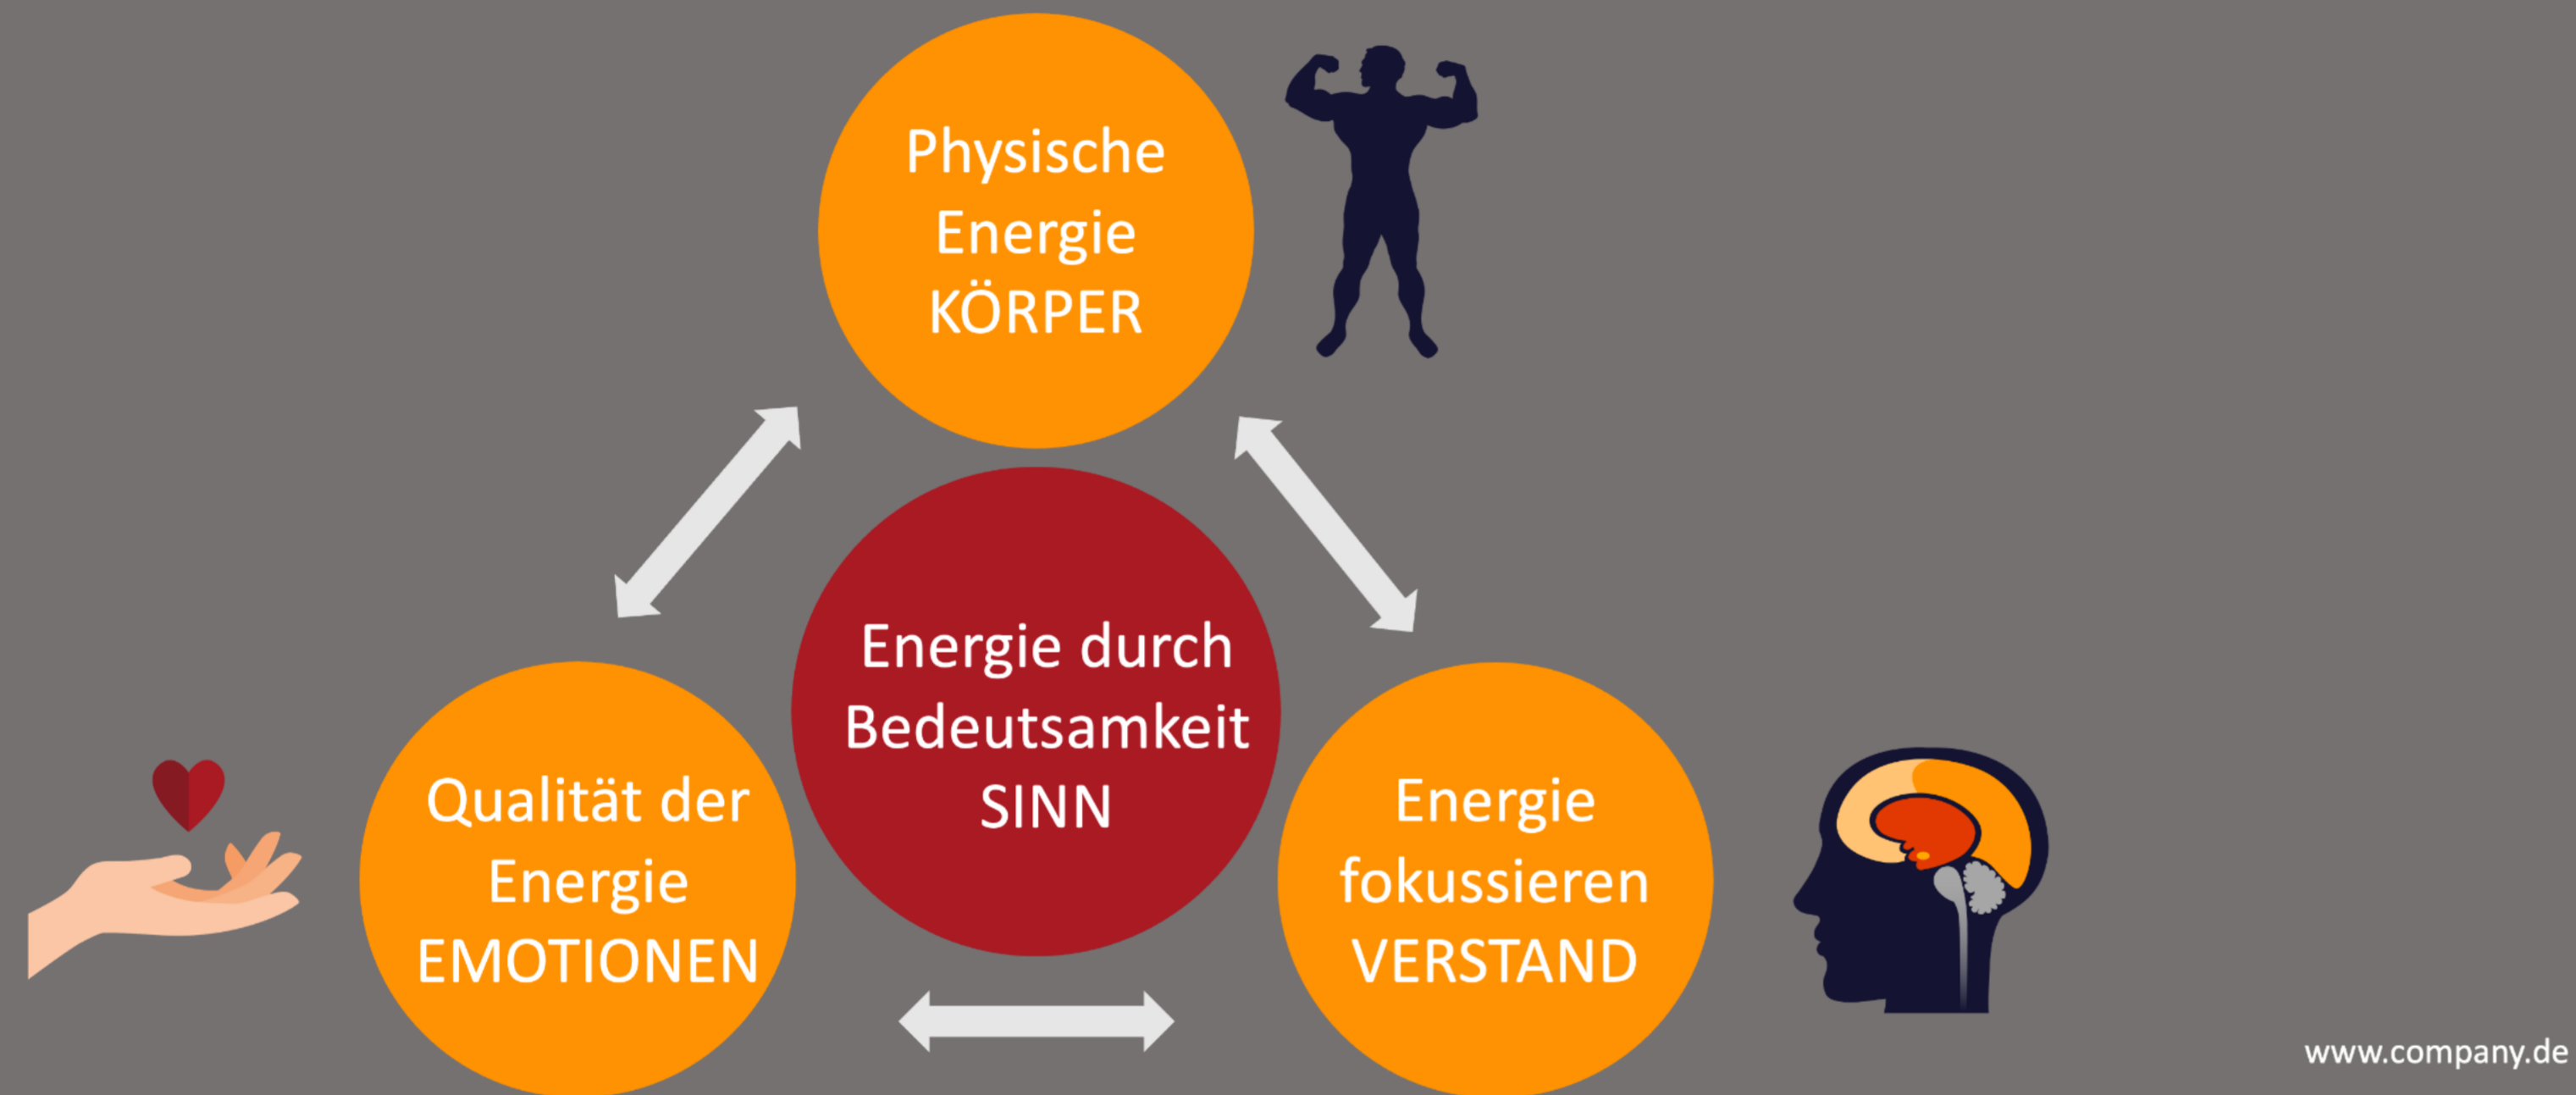 Physische
Energie
KÖRPER
Energie durch
Bedeutsamkeit
SINN
Qualität der
Energie
EMOTIONEN
Energie
fokussieren
VERSTAND
www.company.de